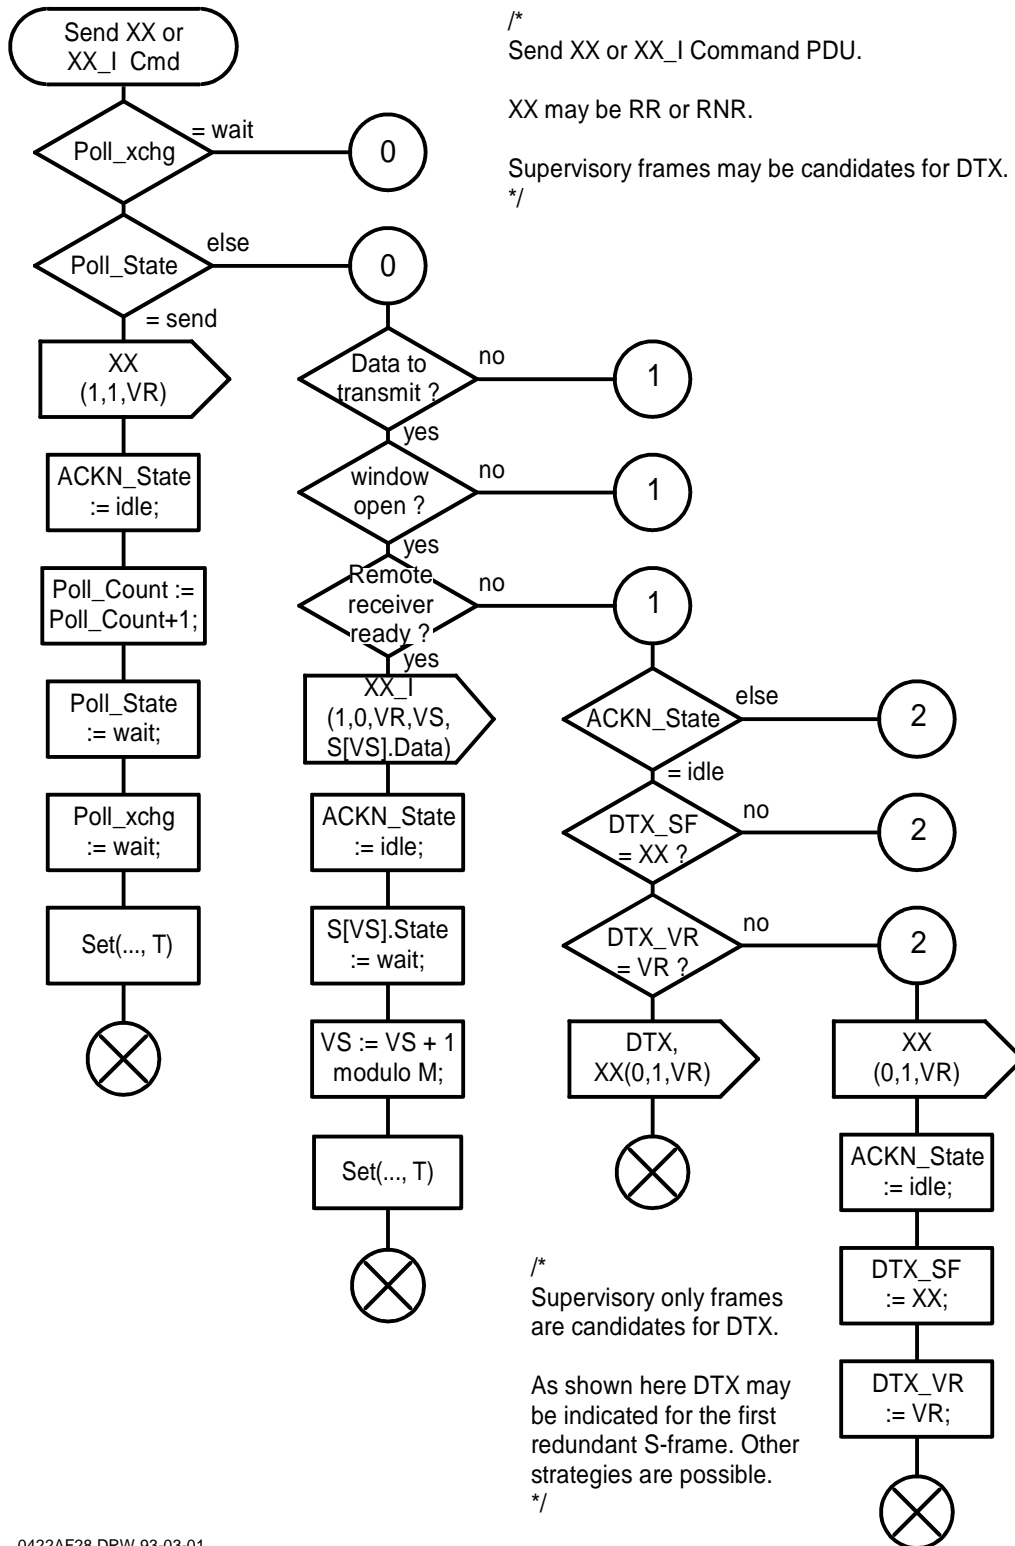 Send XX or
XX_I Cmd
/*
Send XX or XX_I Command PDU.
XX may be RR or RNR.
Supervisory frames may be candidates for DTX.
*/
Poll_xchg
= wait
0
Poll_State
else
0
= send
XX
(1,1,VR)
ACKN_State
:= idle;
Poll_Count :=
Poll_Count+1;
Poll_State
:= wait;
Poll_xchg
:= wait;
Set(..., T)
Data to
transmit ?
no
1
yes
window
open ?
no
1
yes
Remote
receiver
ready ?
no
1
yes
XX_I
(1,0,VR,VS,
S[VS].Data)
ACKN_State
:= idle;
S[VS].State
:= wait;
VS := VS + 1
modulo M;
Set(..., T)
ACKN_State
else
2
= idle
DTX_SF
= XX ?
no
2
DTX_VR
= VR ?
no
2
DTX,
XX(0,1,VR)
XX
(0,1,VR)
ACKN_State
:= idle;
DTX_SF
:= XX;
DTX_VR
:= VR;
/*
Supervisory only frames
are candidates for DTX.
As shown here DTX may
be indicated for the first
redundant S-frame. Other
strategies are possible.
*/
0422AF28.DRW 93-03-01